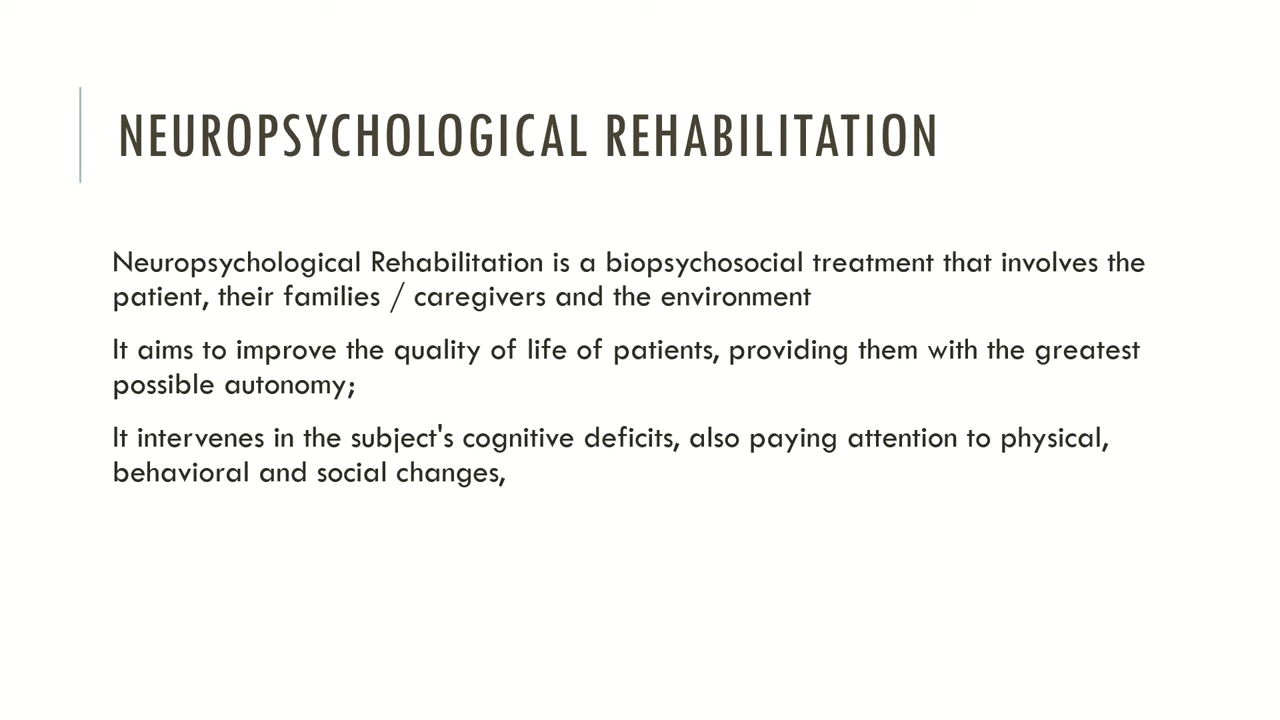 NEUROPSYCHOLOGICAL REHABILITATION
Neuropsychological Rehabilitation is a biopsychosocial treatment that involves the
patient, their families / caregivers and the environment
It aims to improve the quality of life of patients, providing them with the greatest
possible autonomy;
It intervenes in the subject's cognitive deficits, also paying attention to physical,
behavioral and social changes,